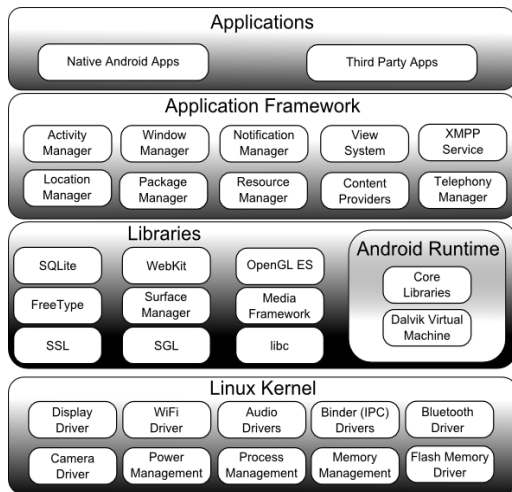 Applications
Native Android Apps
Third Party Apps
Application Framework
Activity
Manager
Window
Manager
Notification
Manager
View
System
XMPP
Service
Location
Manager
Package
Manager
Resource
Manager
Content
Providers
Telephony
Manager
Libraries
SQLite
WebKit
OpenGL ES
FreeType
Surface
Manager
Media
Framework
SSL
SGL
libc
Android Runtime
Core
Libraries
Dalvik Virtual
Machine
Linux Kernel
Display
Driver
WiFi
Driver
Audio
Drivers
Binder (IPC)
Drivers
Bluetooth
Driver
Camera
Driver
Power
Management
Process
Management
Memory
Management
Flash Memory
Driver